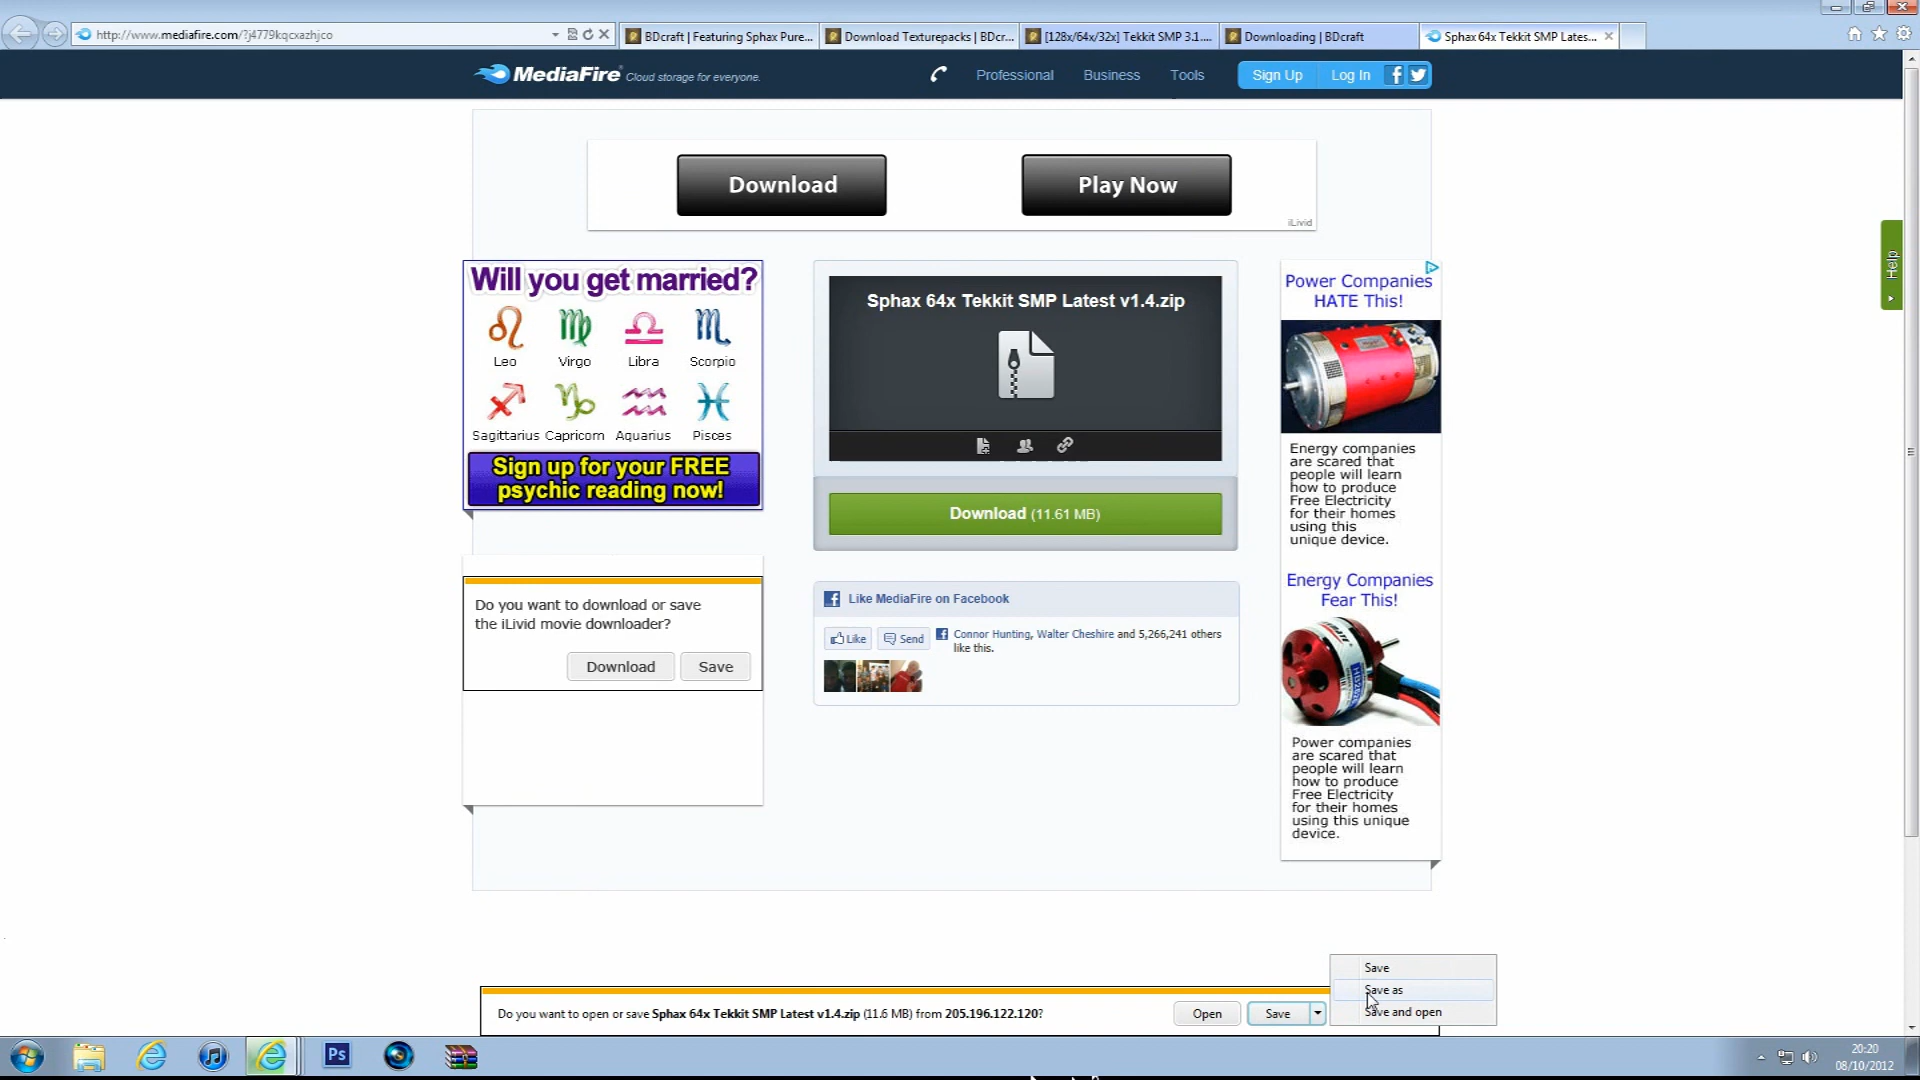 http://www.mediafire.com/?j4779kqcxazhjco
BDcraft | Featuring Sphax Pure...
Download Texturepacks | BDcr...
[128x/64x/32x] Tekkit SMP 3.1....
Downloading | BDcraft
Sphax 64x Tekkit SMP Lates...
MediaFire Cloud storage for everyone.
Professional
Business
Tools
Sign Up
Log In
Download
Play Now
iLivid
Help
Will you get married?
Leo
Virgo
Libra
Scorpio
Sagittarius
Capricorn
Aquarius
Pisces
Sign up for your FREE
psychic reading now!
Sphax 64x Tekkit SMP Latest v1.4.zip
Download (11.61 MB)
Do you want to download or save
the iLivid movie downloader?
Download
Save
Like MediaFire on Facebook
Like
Send
Connor Hunting, Walter Cheshire and 5,266,241 others
like this.
Power Companies
HATE This!
Energy companies
are scared that
people will learn
how to produce
Free Electricity
for their homes
using this
unique device.
Energy Companies
Fear This!
Power companies
are scared that
people will learn
how to produce
Free Electricity
for their homes
using this unique
device.
Save
Save as
Save and open
Do you want to open or save Sphax 64x Tekkit SMP Latest v1.4.zip (11.6 MB) from 205.196.122.120?
Open
Save
Ps
20:20
08/10/2012